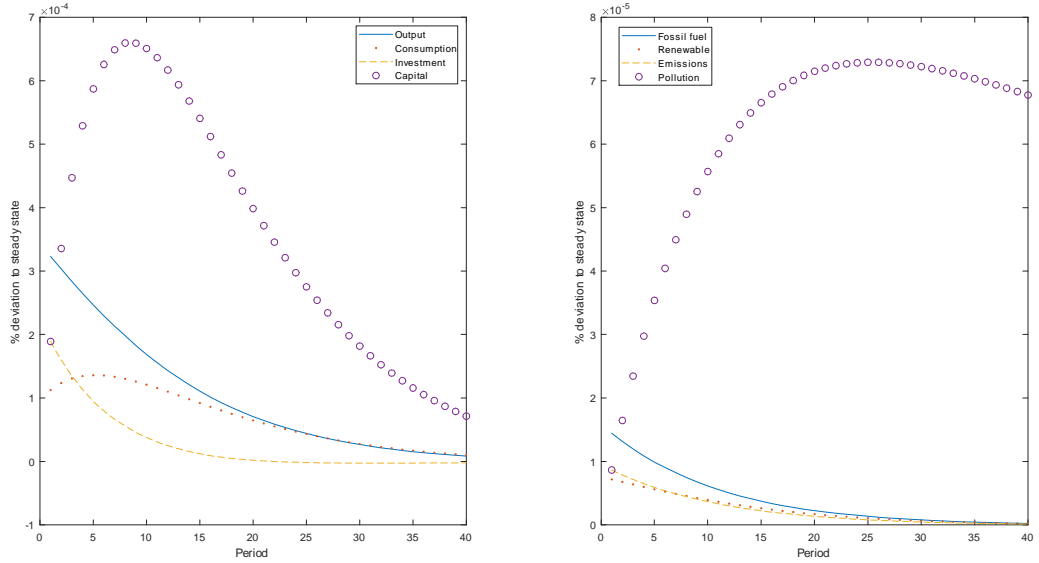 ×10-4
7
6
5
4
3
2
1
0
-1
0 5 10 15 20 25 30 35 40
% deviation to steady state
Period
Output
Consumption
Investment
Capital
×10-5
8
7
6
5
4
3
2
1
0
0 5 10 15 20 25 30 35 40
% deviation to steady state
Period
Fossil fuel
Renewable
Emissions
Pollution